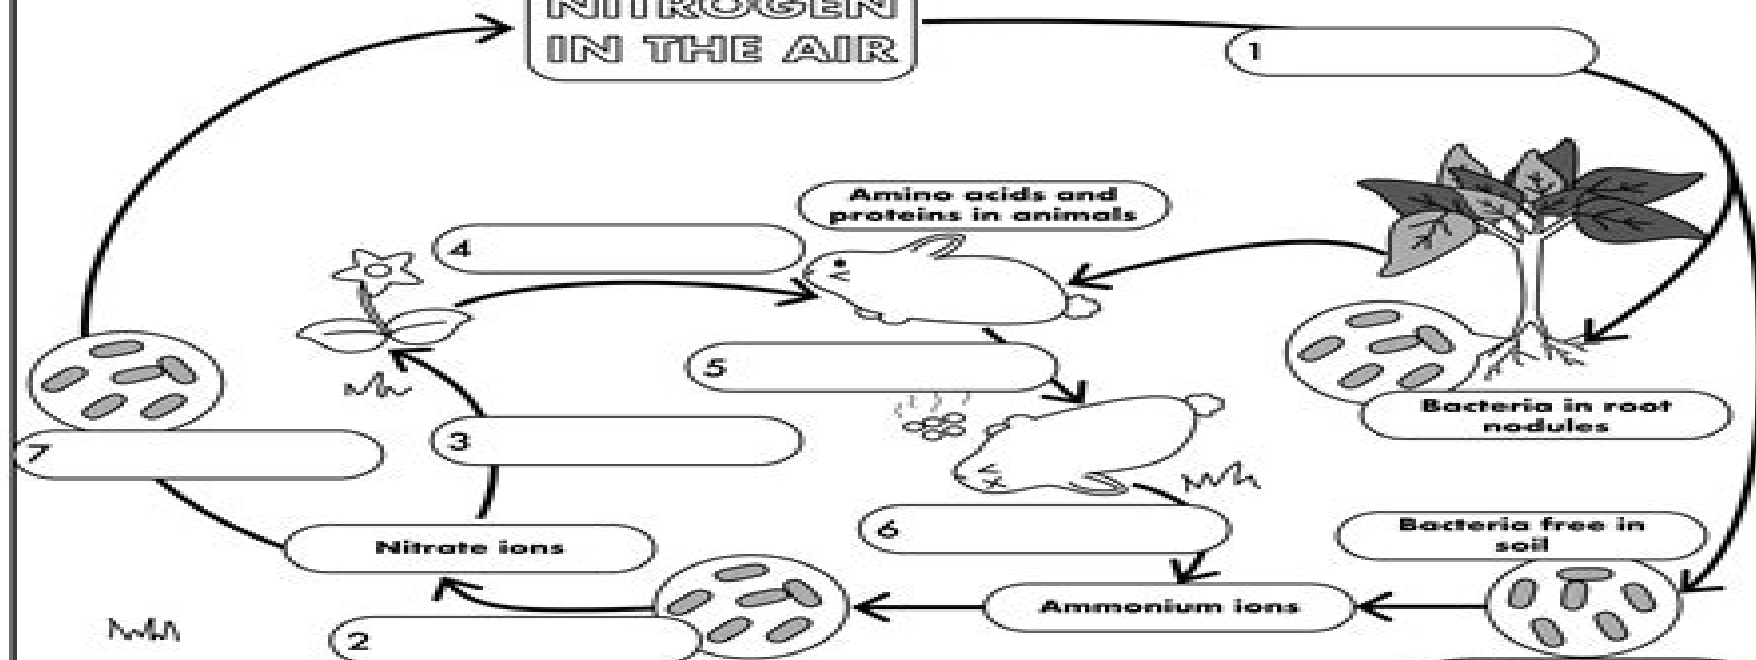 NITROGEN
IN THE AIR
1
Amino acids and
proteins in animals
4
5
Bacteria in root
nodules
7
3
6
Bacteria free in
soil
Nitrate ions
Ammonium ions
2